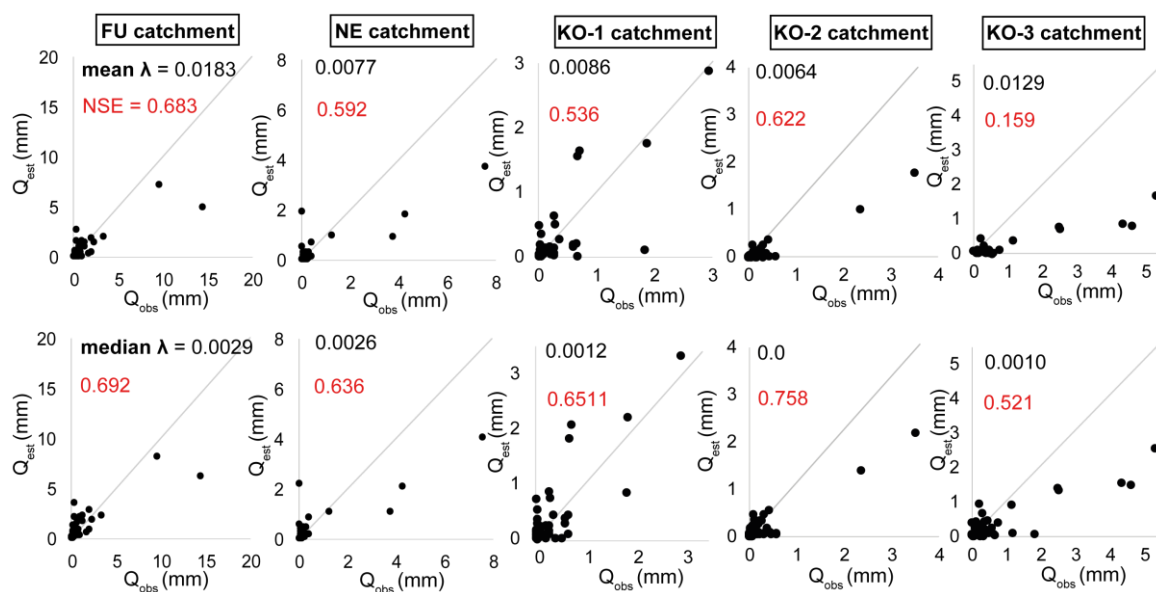 FU catchment
NE catchment
KO-1 catchment
KO-2 catchment
KO-3 catchment
mean λ = 0.0183
NSE = 0.683
20
15
10
5
0
Qest (mm)
0 5 10 15 20
Qobs (mm)
0.0077
0.592
8
6
4
2
0
Qest (mm)
0 4 8
Qobs (mm)
0.0086
0.536
3
2
1
0
Qest (mm)
0 1 2 3
Qobs (mm)
0.0064
0.622
4
3
2
1
0
Qest (mm)
0 1 2 3 4
Qobs (mm)
0.0129
0.159
5
4
3
2
1
0
Qest (mm)
0 1 2 3 4 5
Qobs (mm)
median λ = 0.0029
0.692
20
15
10
5
0
Qest (mm)
0 5 10 15 20
Qobs (mm)
0.0026
0.636
8
6
4
2
0
Qest (mm)
0 2 4 6 8
Qobs (mm)
0.0012
0.6511
3
2
1
0
Qest (mm)
0 1 2 3
Qobs (mm)
0.0
0.758
4
3
2
1
0
Qest (mm)
0 1 2 3 4
Qobs (mm)
0.0010
0.521
5
4
3
2
1
0
Qest (mm)
0 1 2 3 4 5
Qobs (mm)